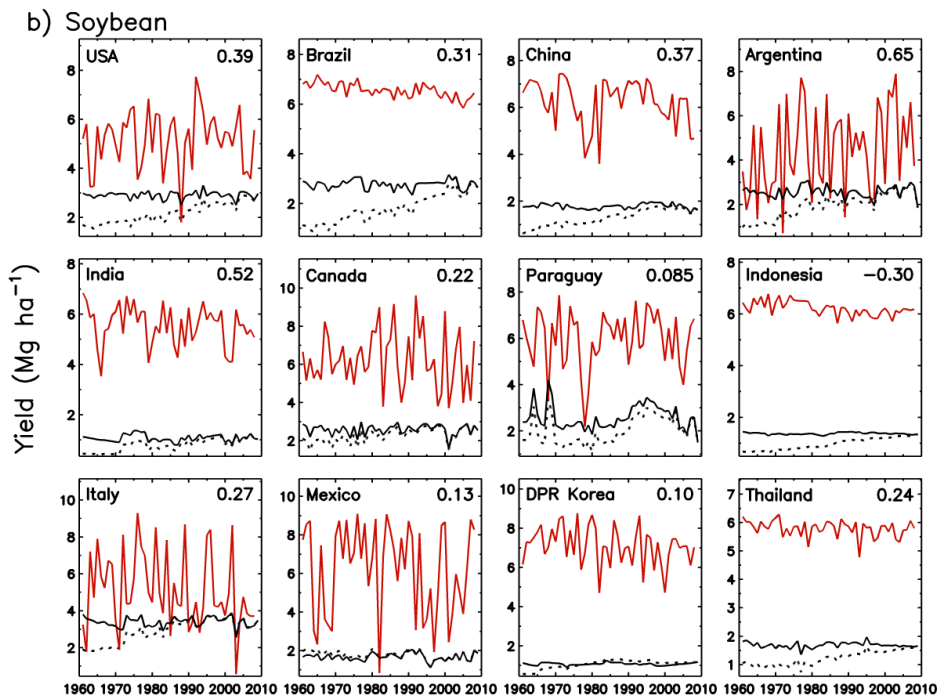 b) Soybean
USA 0.39
Brazil 0.31
China 0.37
Argentina 0.65
8 8 8 8
6 6 6 6
4 4 4 4
2 2 2 2
India 0.52
Canada 0.22
Paraguay 0.085
Indonesia −0.30
8 10 8 8
6 8 6 6
4 6 4 4
2 4 2 2
2
Yield (Mg ha⁻¹)
Italy 0.27
Mexico 0.13
DPR Korea 0.10
Thailand 0.24
10 10 10 7
8 8 8 6
6 6 6 5
4 4 4 4
2 2 2 3
2
1
1960 1970 1980 1990 2000 2010
1960 1970 1980 1990 2000 2010
1960 1970 1980 1990 2000 2010
1960 1970 1980 1990 2000 2010